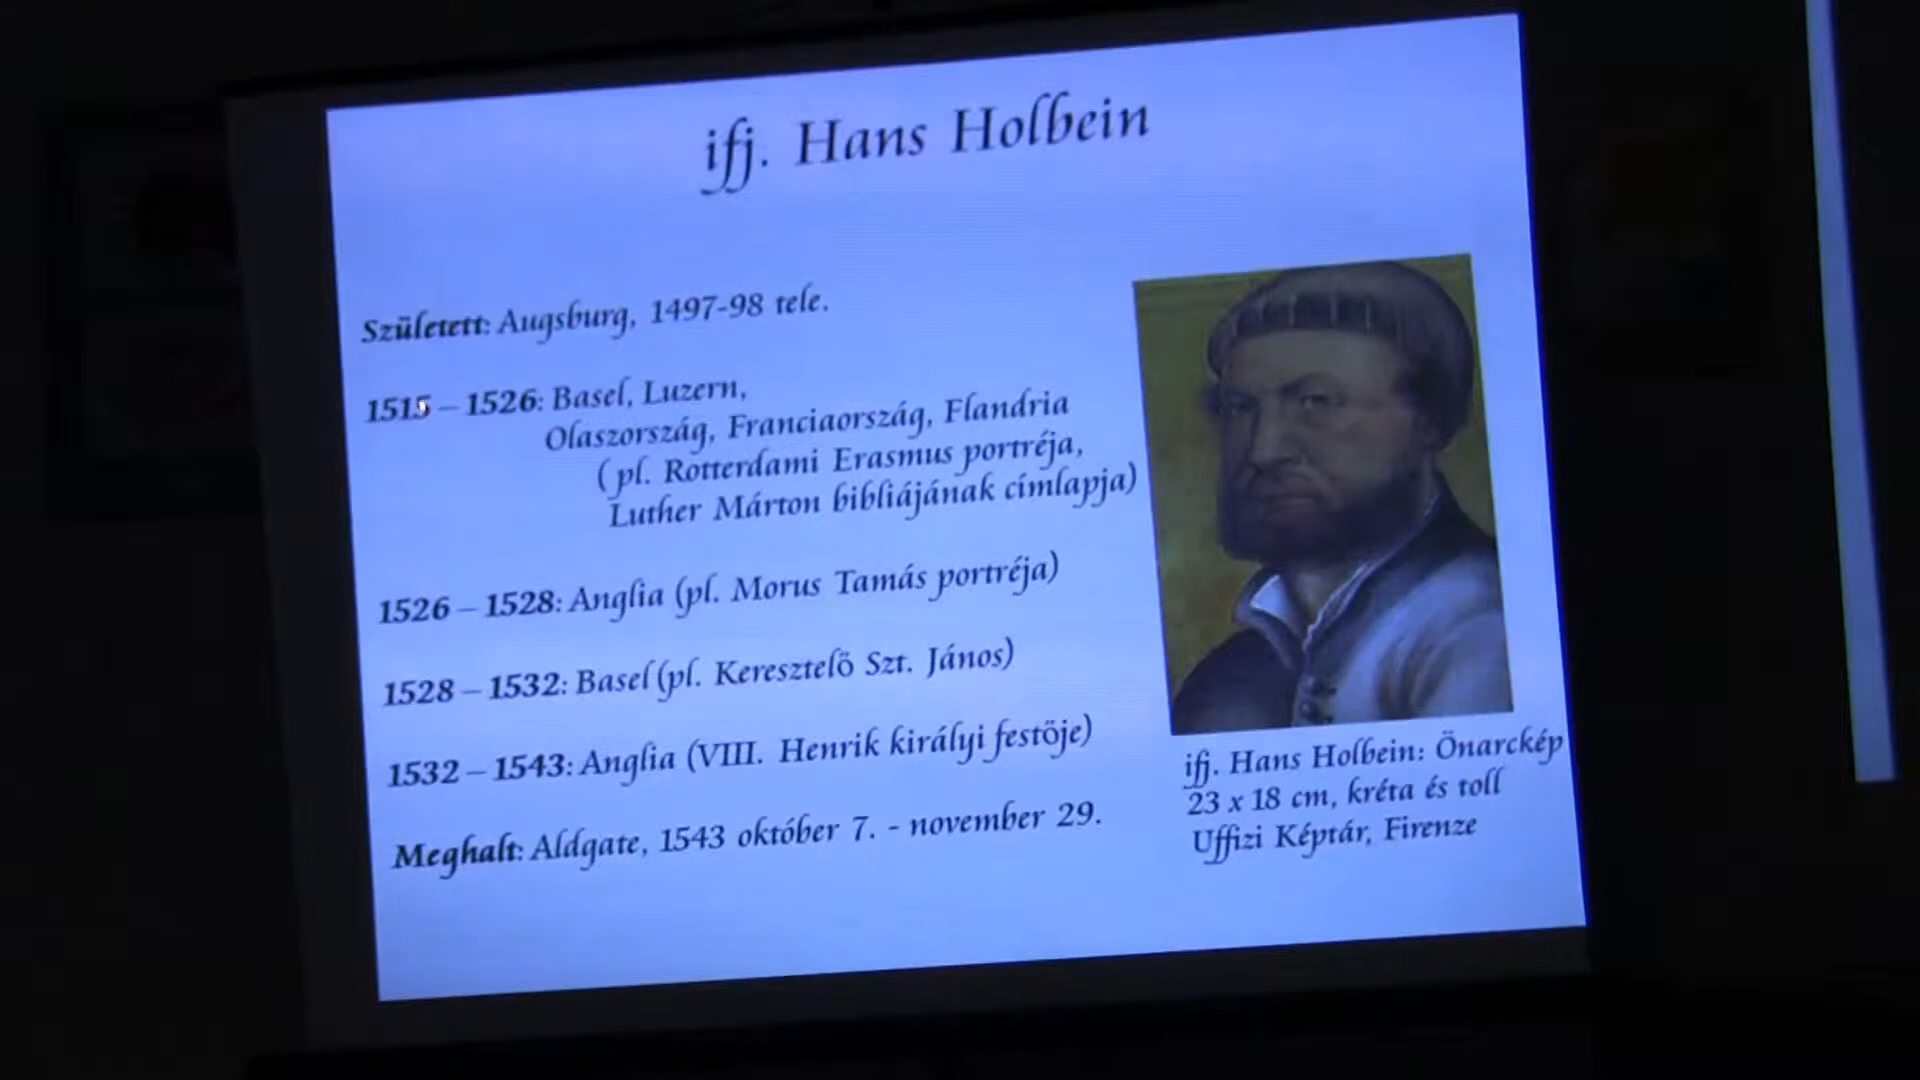 ifj. Hans Holbein
Született: Augsburg, 1497-98 tele.
1515 – 1526: Basel, Luzern,
Olaszország, Franciaország, Flandria
( pl. Rotterdami Erasmus portréja,
Luther Márton bibliájának címlapja)
1526 – 1528: Anglia (pl. Morus Tamás portréja)
1528 – 1532: Basel (pl. Keresztelő Szt. János)
1532 – 1543: Anglia (VIII. Henrik királyi festője)
Meghalt: Aldgate, 1543 október 7. - november 29.
ifj. Hans Holbein: Önarckép
23 x 18 cm, kréta és toll
Uffizi Képtár, Firenze